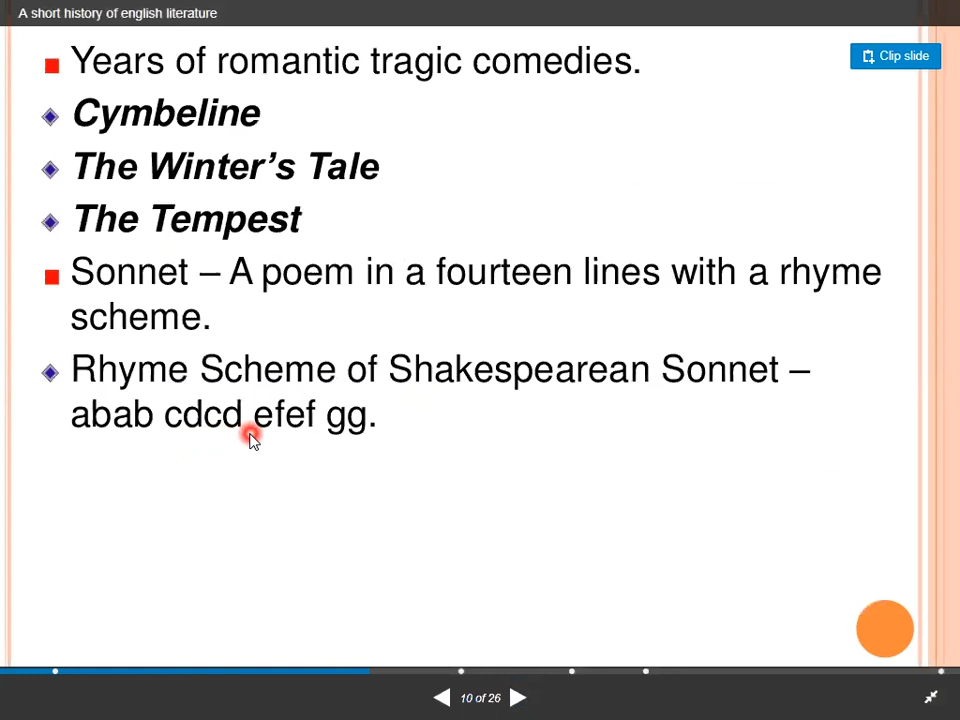 A short history of english literature
Years of romantic tragic comedies.
Clip slide
Cymbeline
The Winter’s Tale
The Tempest
Sonnet – A poem in a fourteen lines with a rhyme
scheme.
Rhyme Scheme of Shakespearean Sonnet –
abab cdcd efef gg.
10 of 26